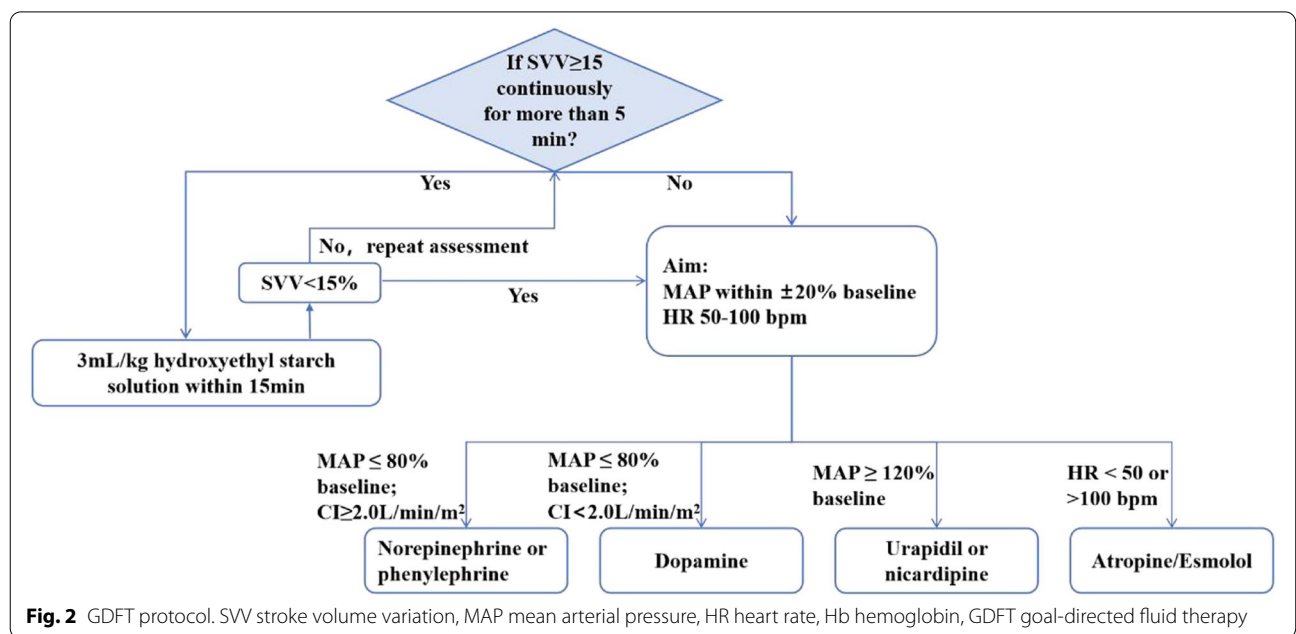 If SVV≥15
continuously
for more than 5
min?
Yes
No
No, repeat assessment
SVV<15%
Yes
Aim:
MAP within ±20% baseline
HR 50-100 bpm
3mL/kg hydroxyethyl starch
solution within 15min
MAP ≤ 80%
baseline;
CI≥2.0L/min/m²
MAP ≤ 80%
baseline;
CI<2.0L/min/m²
MAP ≥ 120%
baseline
HR < 50 or
>100 bpm
Norepinephrine or
phenylephrine
Dopamine
Urapidil or
nicardipine
Atropine/Esmolol
Fig. 2 GDFT protocol. SVV stroke volume variation, MAP mean arterial pressure, HR heart rate, Hb hemoglobin, GDFT goal-directed fluid therapy